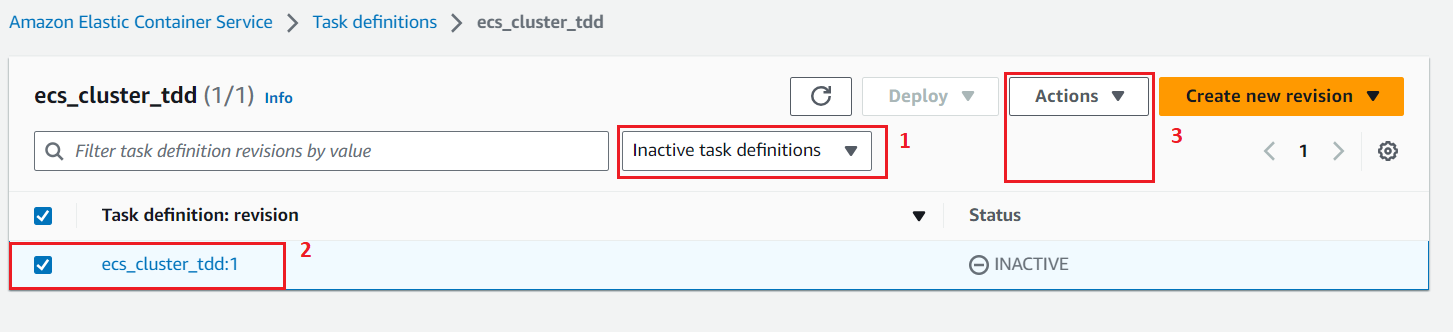 Amazon Elastic Container Service > Task definitions > ecs_cluster_tdd
ecs_cluster_tdd (1/1) Info Deploy Actions Create new revision
Filter task definition revisions by value Inactive task definitions 1 3 1
Task definition: revision Status
ecs_cluster_tdd:1 2 INACTIVE